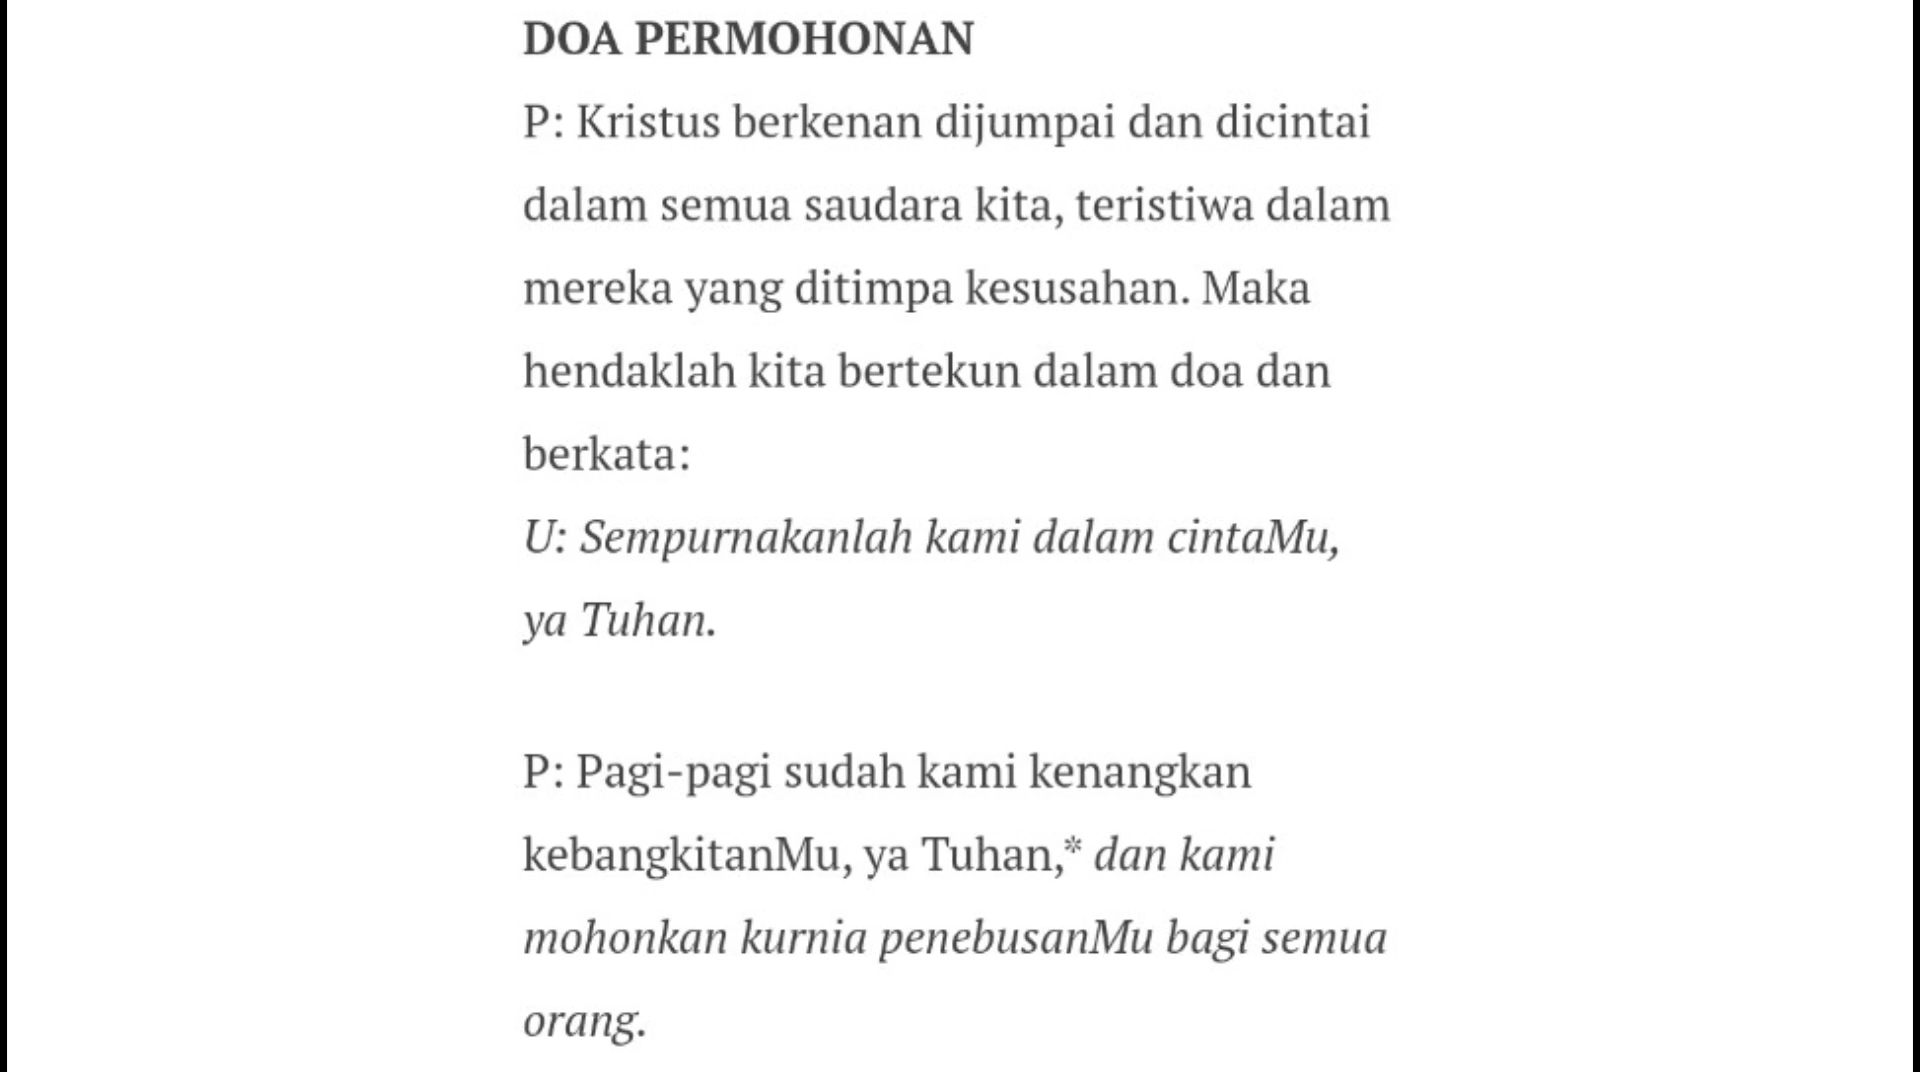 DOA PERMOHONAN
P: Kristus berkenan dijumpai dan dicintai
dalam semua saudara kita, teristiwa dalam
mereka yang ditimpa kesusahan. Maka
hendaklah kita bertekun dalam doa dan
berkata:
U: Sempurnakanlah kami dalam cintaMu,
ya Tuhan.
P: Pagi-pagi sudah kami kenangkan
kebangkitanMu, ya Tuhan,* dan kami
mohonkan kurnia penebusanMu bagi semua
orang.